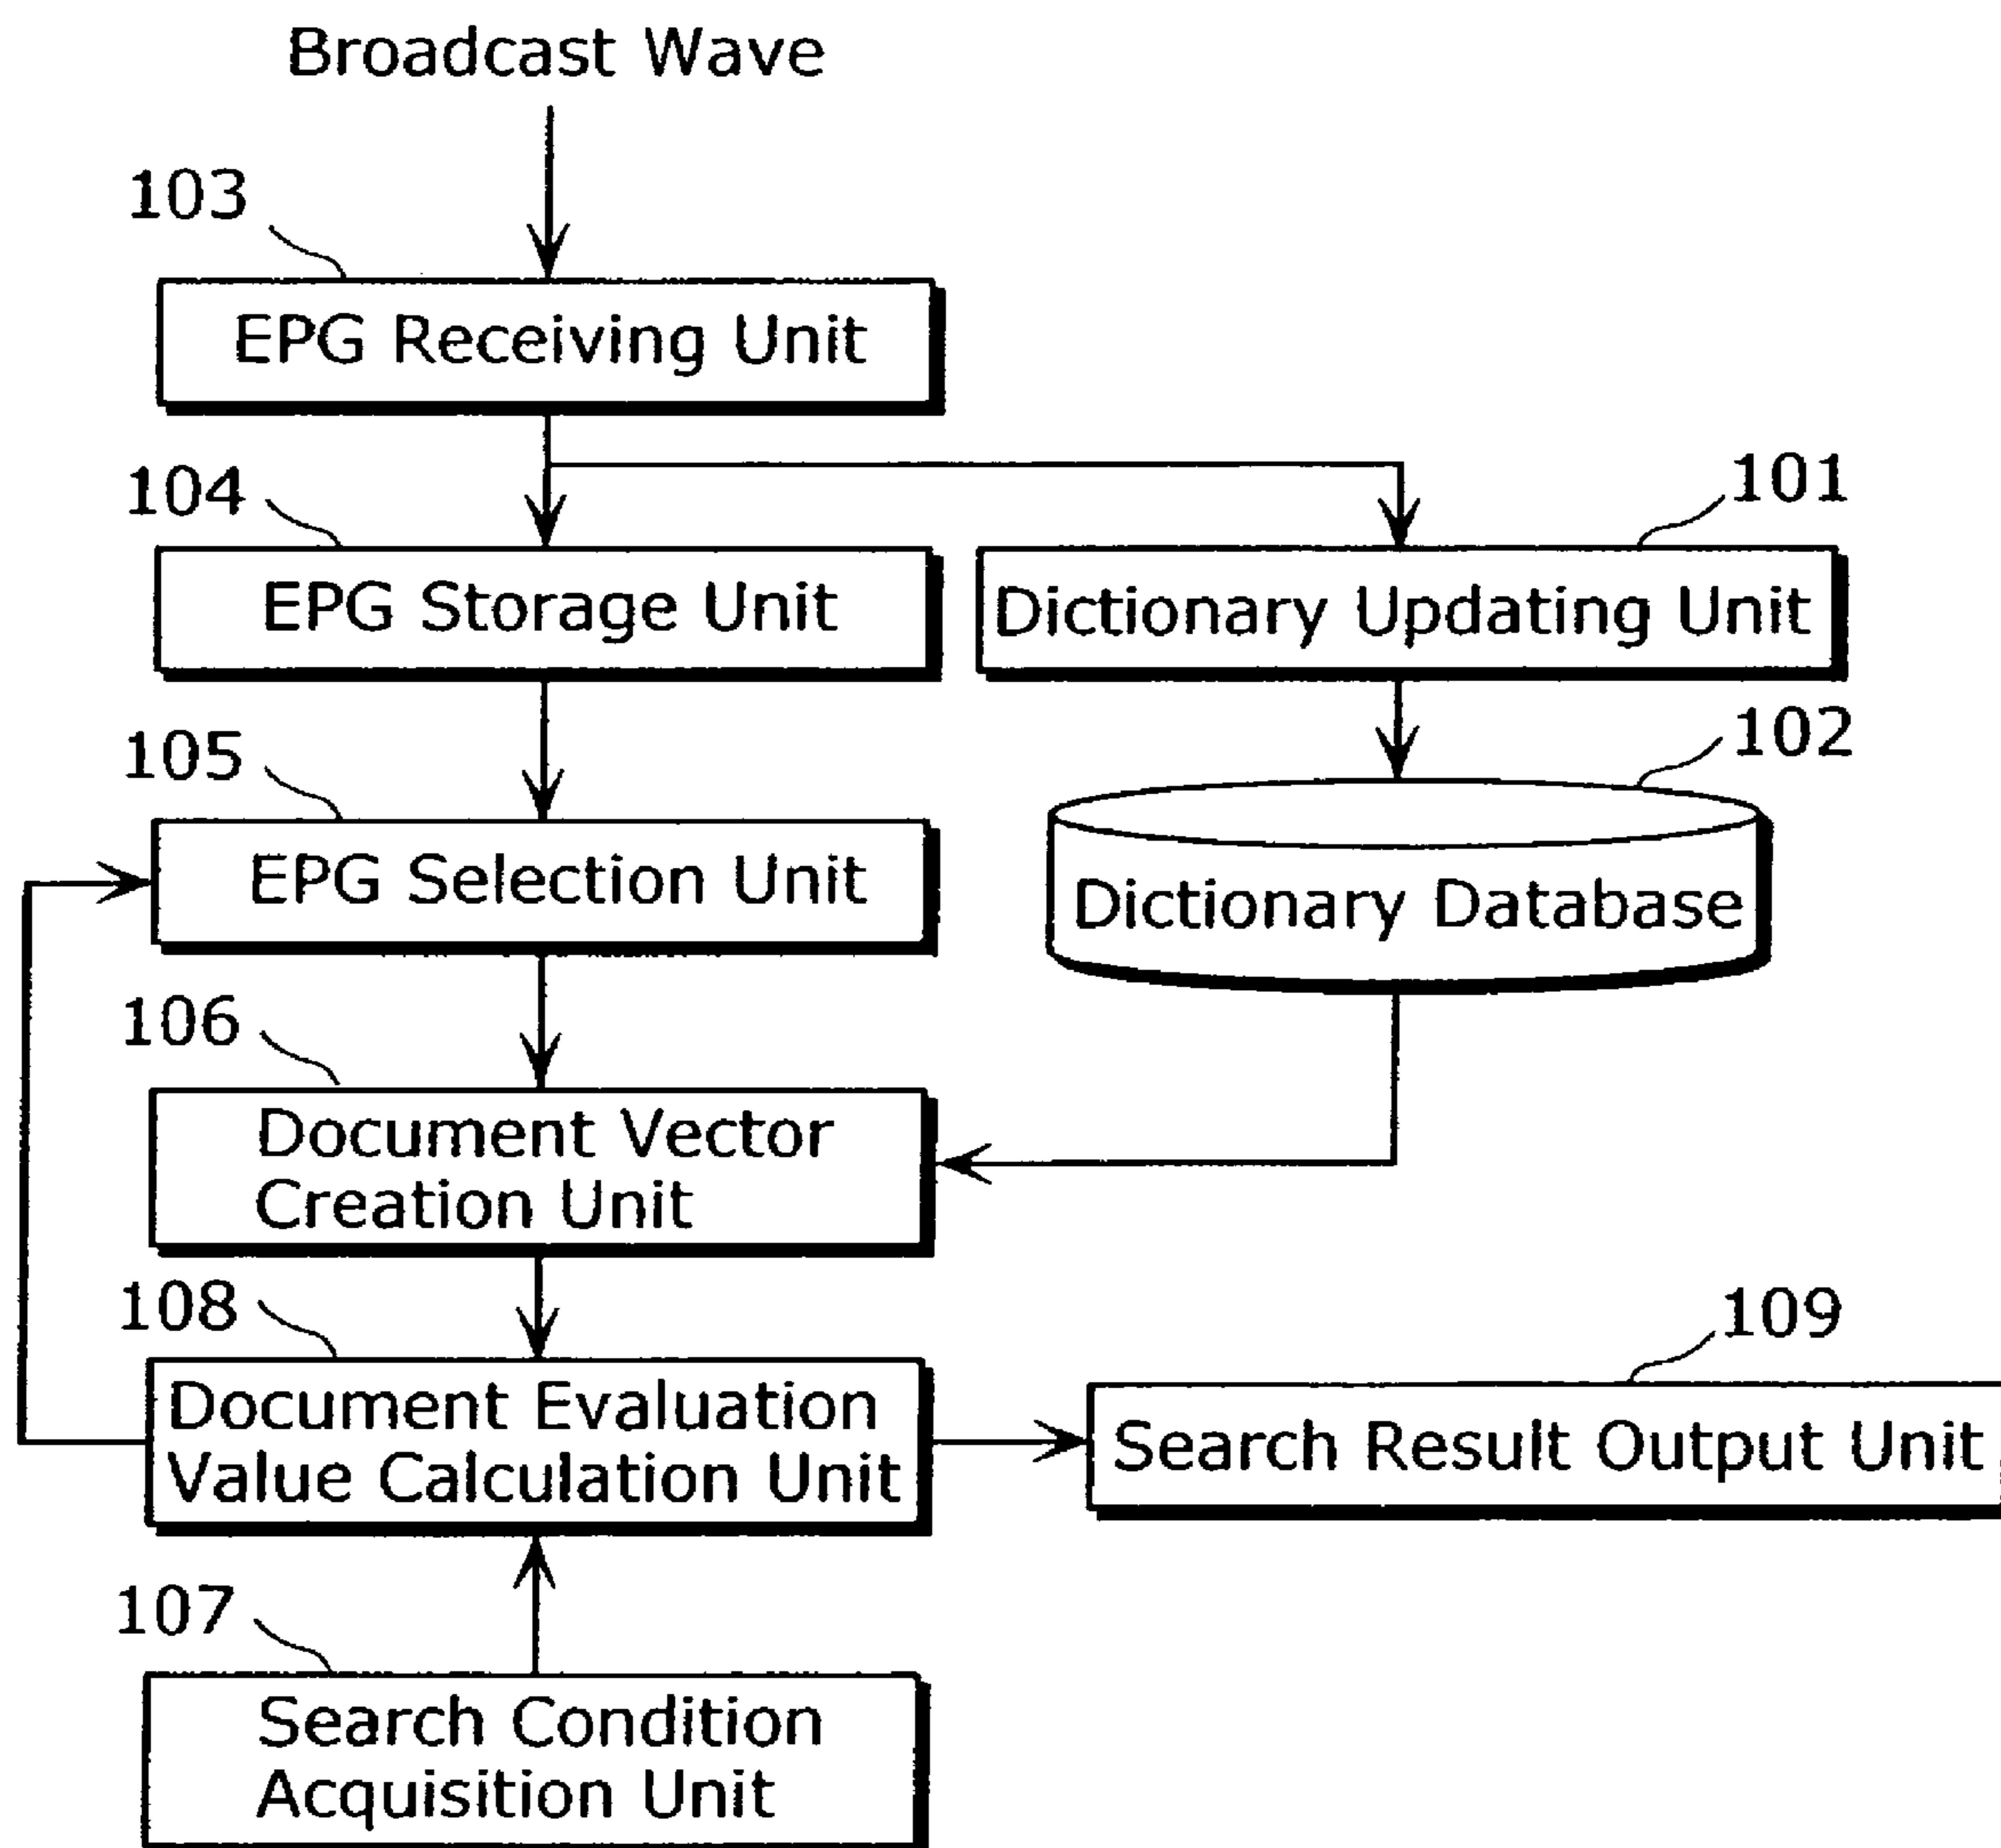 Broadcast Wave
103
EPG Receiving Unit
104
101
EPG Storage Unit
Dictionary Updating Unit
105
102
EPG Selection Unit
Dictionary Database
106
Document Vector
Creation Unit
108
109
Document Evaluation
Value Calculation Unit
Search Result Output Unit
107
Search Condition
Acquisition Unit